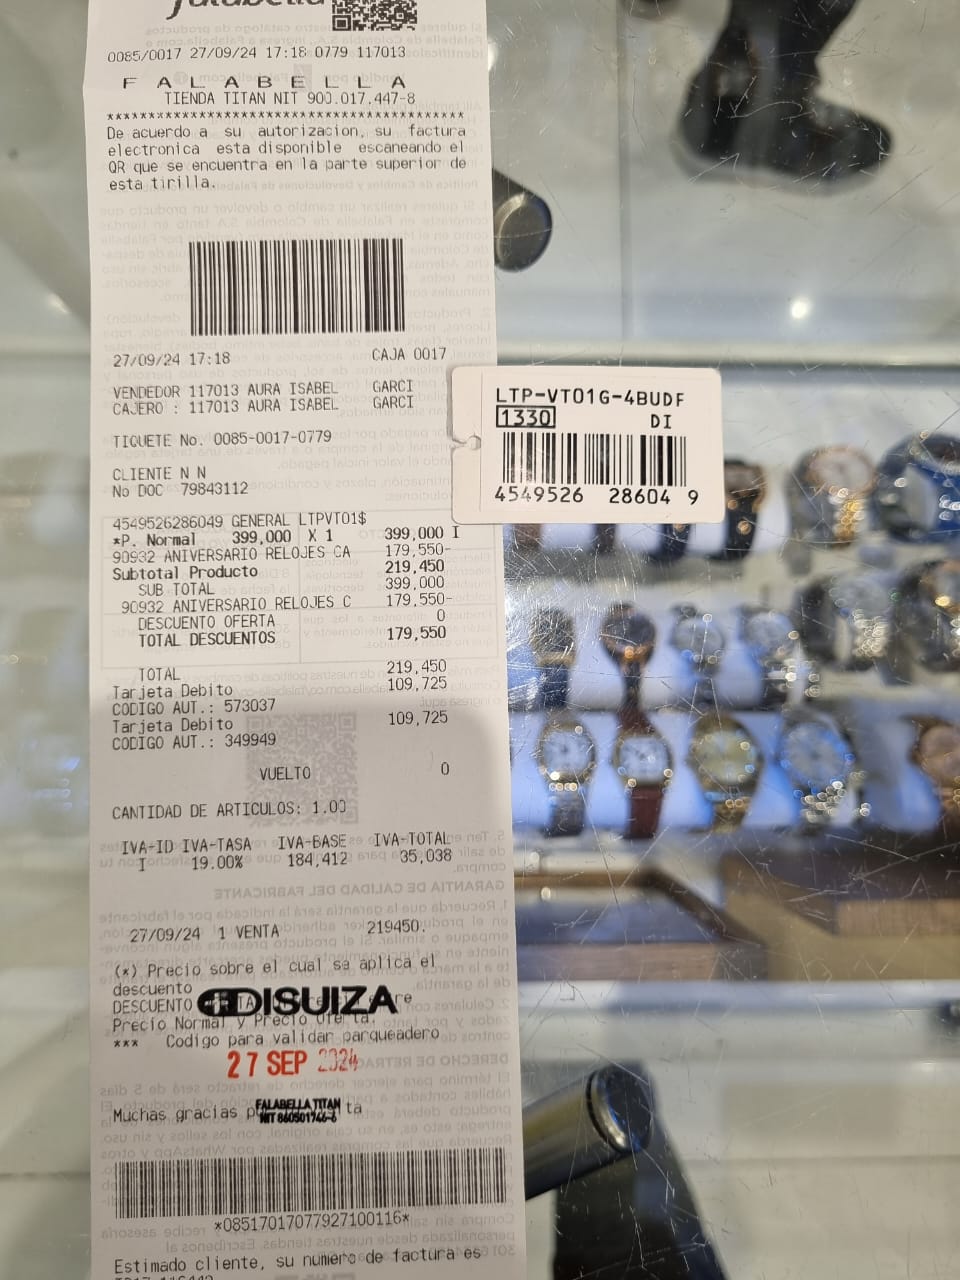 falabella
0085/0017 27/09/24 17:18 0779 117013
F A L A B E L L A
TIENDA TITAN NIT 900.017.447-8
****************************************
De acuerdo a su autorizacion, su factura
electronica esta disponible escaneando el
QR que se encuentra en la parte superior de
esta tirilla.
27/09/24 17:18 CAJA 0017
VENDEDOR 117013 AURA ISABEL GARCI
CAJERO : 117013 AURA ISABEL GARCI
TIQUETE No. 0085-0017-0779
CLIENTE N N
No DOC 79843112
4549526286049 GENERAL LTPVT01$
*P. Normal 399,000 X 1 399,000 I
90932 ANIVERSARIO RELOJES CA 179,550-
Subtotal Producto 219,450
SUB TOTAL 399,000
90932 ANIVERSARIO RELOJES C 179,550-
DESCUENTO OFERTA 0
TOTAL DESCUENTOS 179,550
TOTAL 219,450
Tarjeta Debito 109,725
CODIGO AUT.: 573037
Tarjeta Debito 109,725
CODIGO AUT.: 349949
VUELTO 0
CANTIDAD DE ARTICULOS: 1.00
IVA-ID IVA-TASA IVA-BASE IVA-TOTAL
I 19.00% 184,412 35,038
27/09/24 1 VENTA 219450.
(*) Precio sobre el cual se aplica el
descuento
DESCUENTO
DISUIZA
Precio Normal y Precio Oferta.
*** Codigo para validar parqueadero
27 SEP 2024
Muchas gracias
FALABELLA TITAN
NIT 860501746-6
*08517017077927100116*
Estimado cliente, su numero de factura es
LTP-VT01G-4BUDF
1330 DI
4549526 28604 9